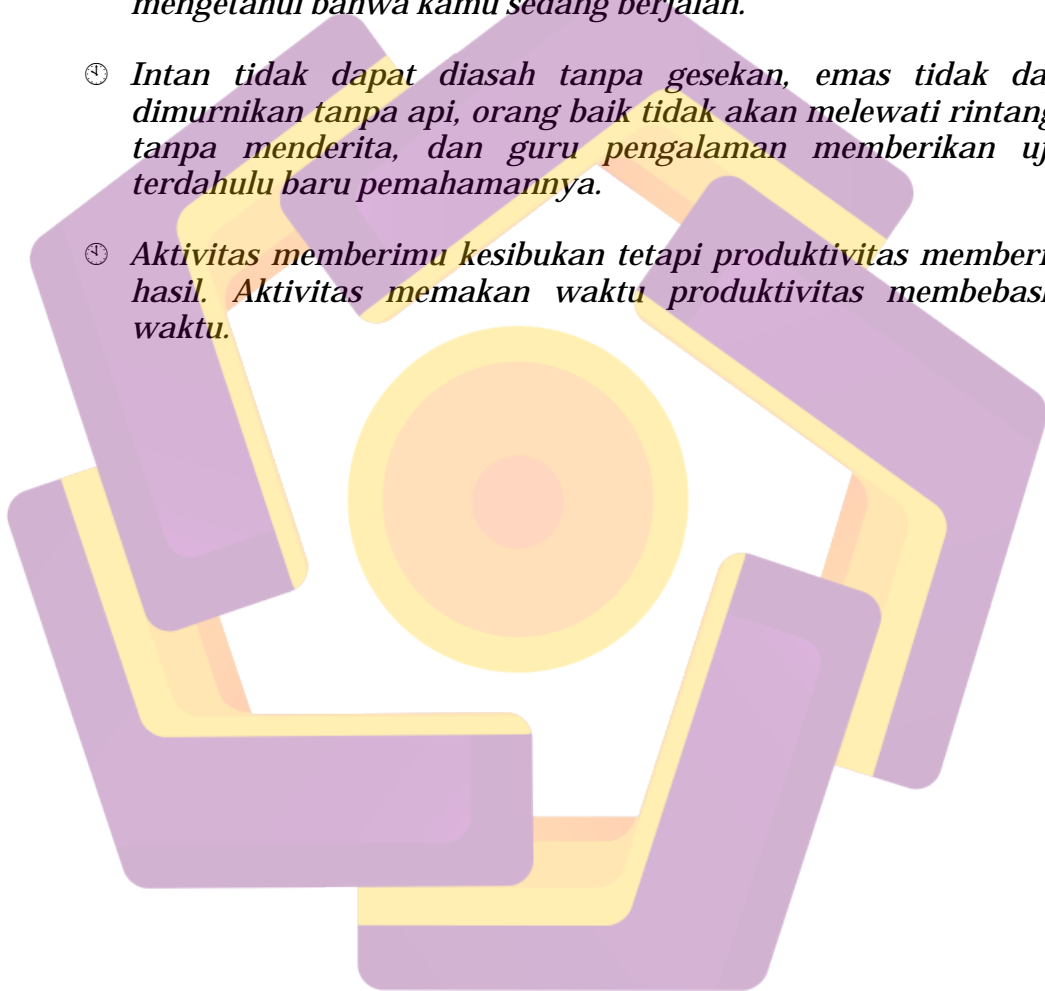 mengetahui bahwa kamu sedang berjalan.
Intan tidak dapat diasah tanpa gesekan, emas tidak da
dimurnikan tanpa api, orang baik tidak akan melewati rintang
tanpa menderita, dan guru pengalaman memberikan uj
terdahulu baru pemahamannya.
Aktivitas memberimu kesibukan tetapi produktivitas memberi
hasil. Aktivitas memakan waktu produktivitas membebask
waktu.